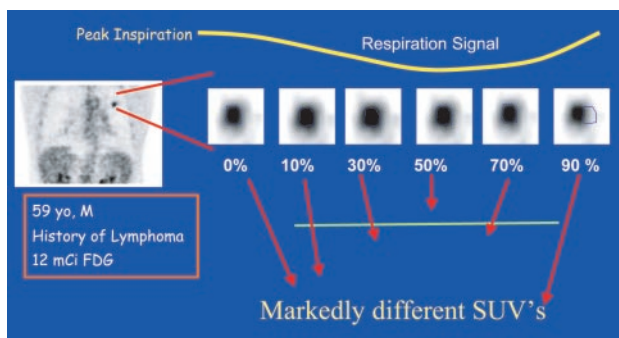 Peak Inspiration
Respiration Signal
0% 10% 30% 50% 70% 90 %
59 yo, M
History of Lymphoma
12 mCi FDG
Markedly different SUV's